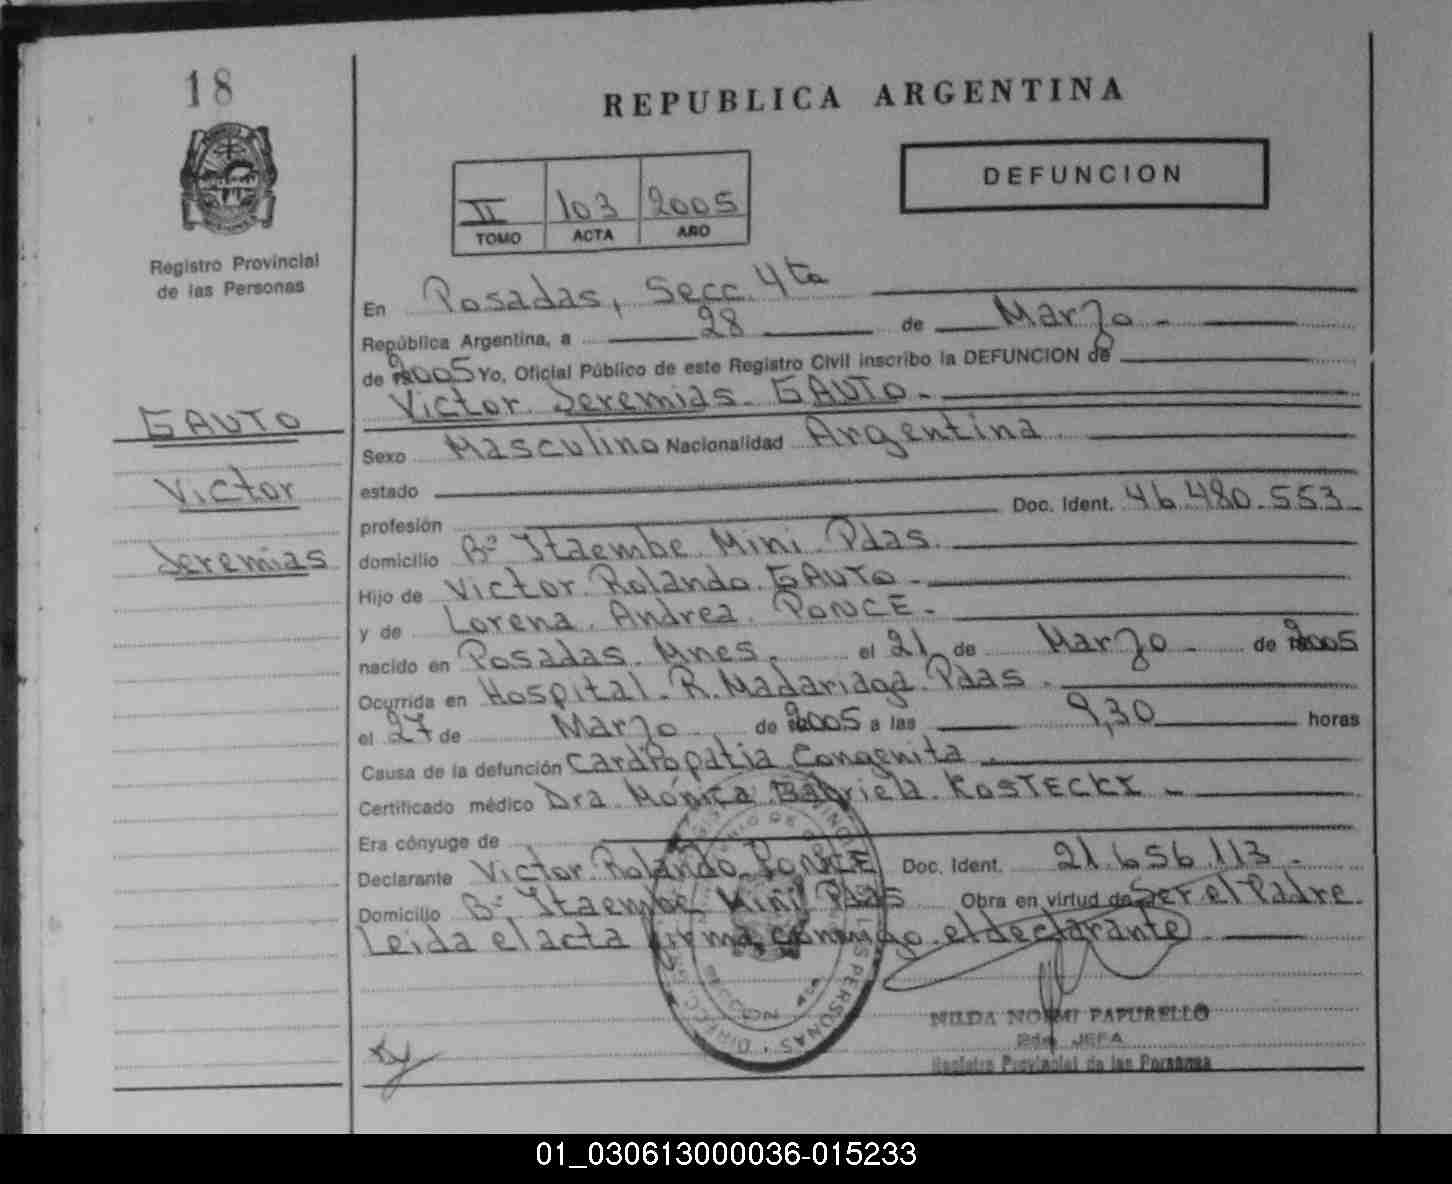 18
REPUBLICA ARGENTINA
DEFUNCION
II 103 2005
TOMO ACTA AÑO
Registro Provincial
de las Personas
GAUTO
Victor
Jeremias
En Posadas, Secc. 4ta
República Argentina, a 28 de Marzo -
de 2005 Yo, Oficial Público de este Registro Civil inscribo la DEFUNCION de
Victor Jeremias GAUTO -
Sexo Masculino Nacionalidad Argentina
estado
profesión Doc. Ident. 46.480.553-
domicilio Bº Itaembe Mini Pdas.
Hijo de Victor Rolando GAUTO -
y de Lorena Andrea PONCE -
nacido en Posadas Mnes. el 21 de Marzo - de 2005
Ocurrida en Hospital R. Madariaga Pdas.
el 27 de Marzo de 2005 a las 9,30 horas
Causa de la defunción Cardiopatia Congenita
Certificado médico Dra Mónica Gabriela KOSTECKI -
Era cónyuge de
Declarante Victor Rolando PONCE Doc. Ident. 21.656.113 -
Domicilio Bº Itaembe Mini Pdas Obra en virtud de Ser el Padre.
Leida el acta firma conmigo el declarante
NILDA NOEMI PAPURELLO
JEFA
Registro Provincial de las Personas
01_030613000036-015233